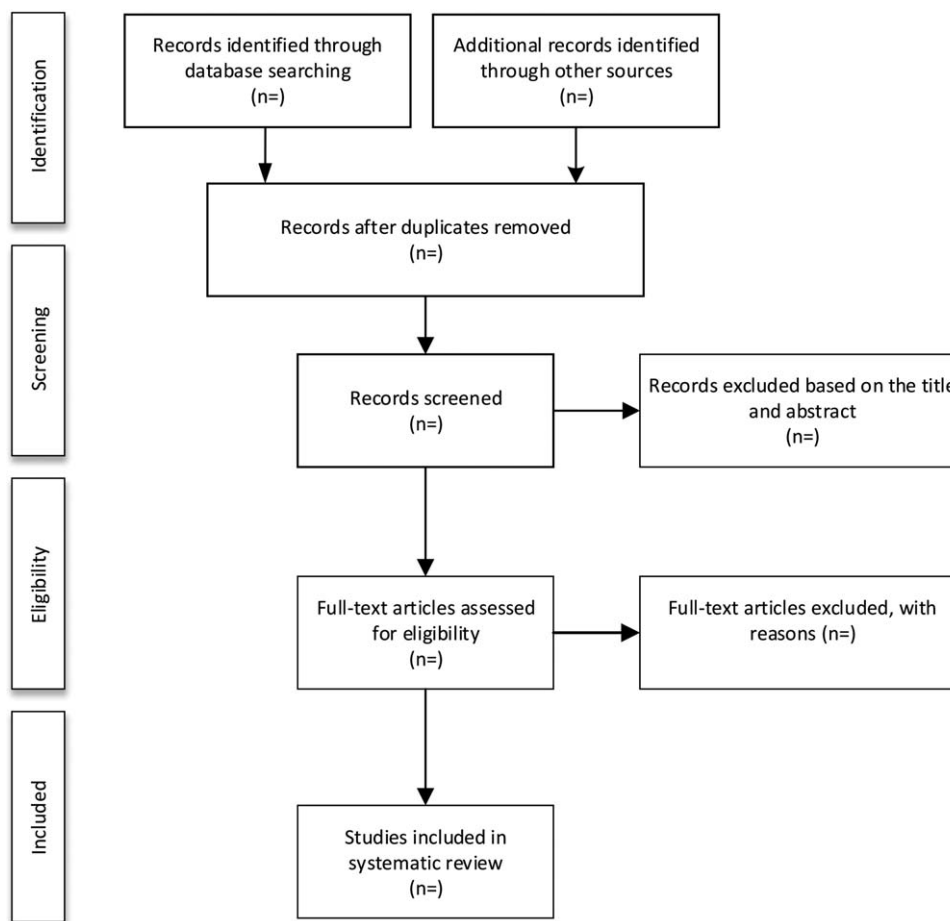 Identification
Records identified through
database searching
(n=)
Additional records identified
through other sources
(n=)
Records after duplicates removed
(n=)
Screening
Records screened
(n=)
Records excluded based on the title
and abstract
(n=)
Eligibility
Full-text articles assessed
for eligibility
(n=)
Full-text articles excluded, with
reasons (n=)
Included
Studies included in
systematic review
(n=)